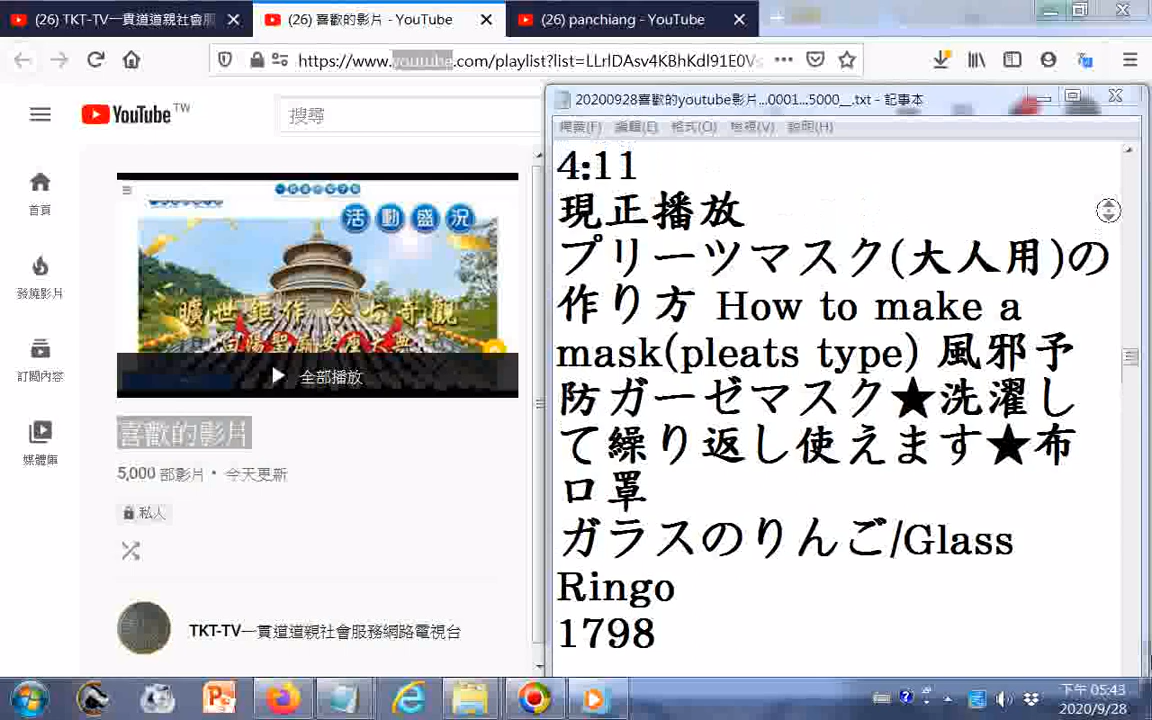 (26) TKT-TV一貫道道親社會服
(26) 喜歡的影片 - YouTube
(26) panchiang - YouTube
https://www.youtube.com/playlist?list=LLrIDAsv4KBhKdl91E0Vs
YouTube TW
搜尋
首頁
發燒影片
訂閱內容
媒體庫
活動盛況
曠世鉅作 今古奇觀
全部播放
喜歡的影片
5,000 部影片・今天更新
私人
TKT-TV一貫道道親社會服務網路電視台
20200928喜歡的youtube影片...0001...5000__.txt - 記事本
檔案(F) 編輯(E) 格式(O) 檢視(V) 說明(H)
4:11
現正播放
プリーツマスク(大人用)の
作り方 How to make a
mask(pleats type) 風邪予
防ガーゼマスク★洗濯し
て繰り返し使えます★布
口罩
ガラスのりんご/Glass
Ringo
1798
下午 05:43
2020/9/28